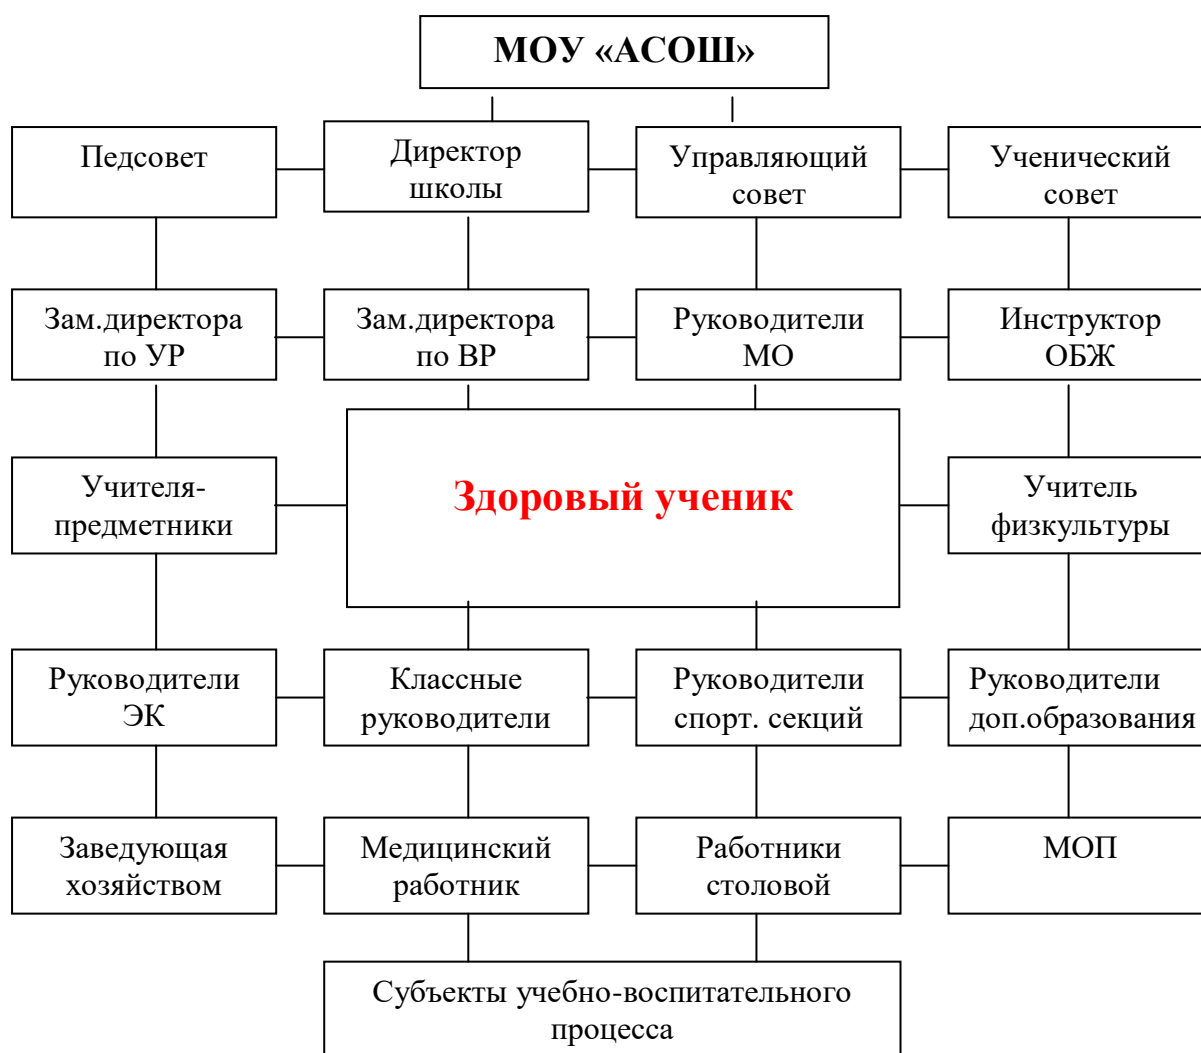 МОУ «АСОШ»
Педсовет
Директор
школы
Управляющий
совет
Ученический
совет
Зам.директора
по УР
Зам.директора
по ВР
Руководители
МО
Инструктор
ОБЖ
Учителя-
предметники
Здоровый ученик
Учитель
физкультуры
Руководители
ЭК
Классные
руководители
Руководители
спорт. секций
Руководители
доп.образования
Заведующая
хозяйством
Медицинский
работник
Работники
столовой
МОП
Субъекты учебно-воспитательного
процесса